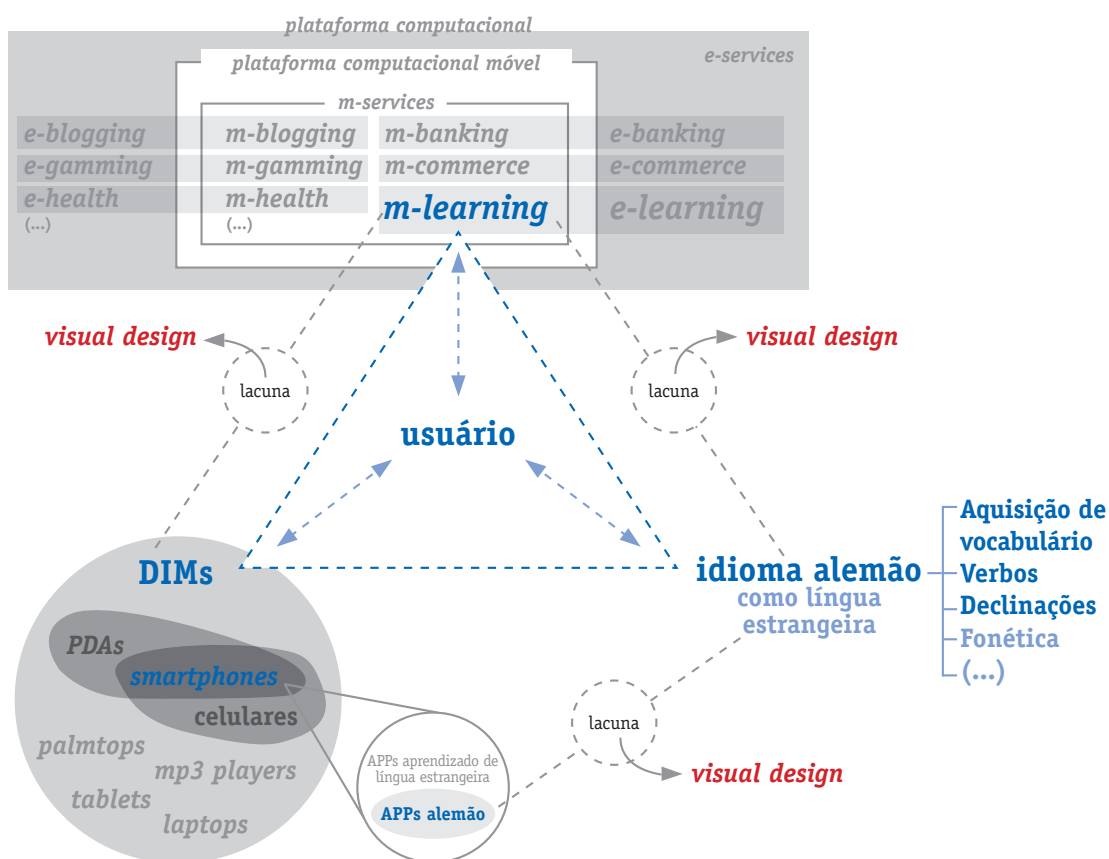 plataforma computacional
e-services
plataforma computacional móvel
m-services
e-blogging
m-blogging
m-banking
e-banking
e-gamming
m-gamming
m-commerce
e-commerce
e-health
m-health
m-learning
e-learning
(...)
(...)
visual design
visual design
lacuna
lacuna
usuário
DIMs
idioma alemão
como língua
estrangeira
Aquisição de
vocabulário
Verbos
Declinações
Fonética
(...)
PDAs
smartphones
celulares
palmtops
mp3 players
tablets
laptops
APPs aprendizado de
língua estrangeira
APPs alemão
lacuna
visual design